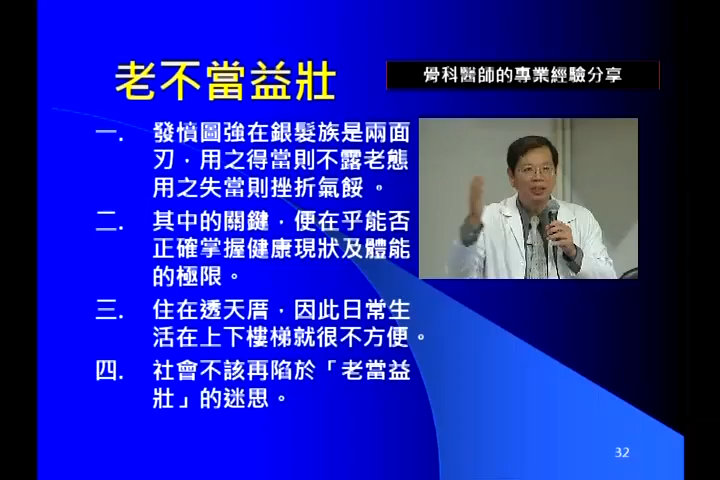 老不當益壯
骨科醫師的專業經驗分享
一. 發憤圖強在銀髮族是兩面
刃，用之得當則不露老態
用之失當則挫折氣餒。
二. 其中的關鍵，便在乎能否
正確掌握健康現狀及體能
的極限。
三. 住在透天厝，因此日常生
活在上下樓梯就很不方便。
四. 社會不該再陷於「老當益
壯」的迷思。
32